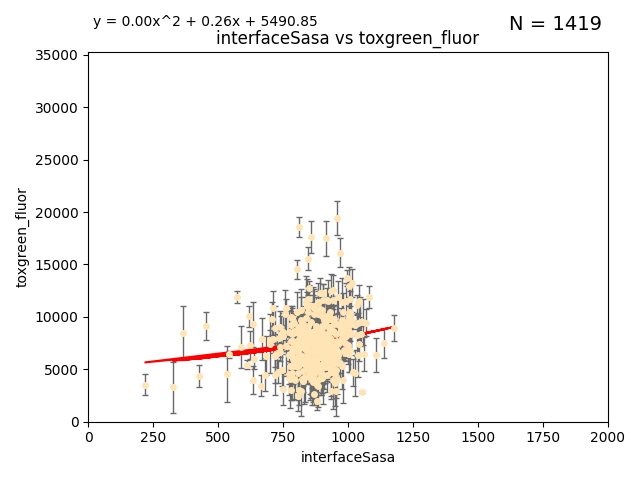 y = 0.00x^2 + 0.26x + 5490.85
N = 1419
interfaceSasa vs toxgreen_fluor
35000
30000
25000
20000
15000
10000
5000
0
toxgreen_fluor
0 250 500 750 1000 1250 1500 1750 2000
interfaceSasa